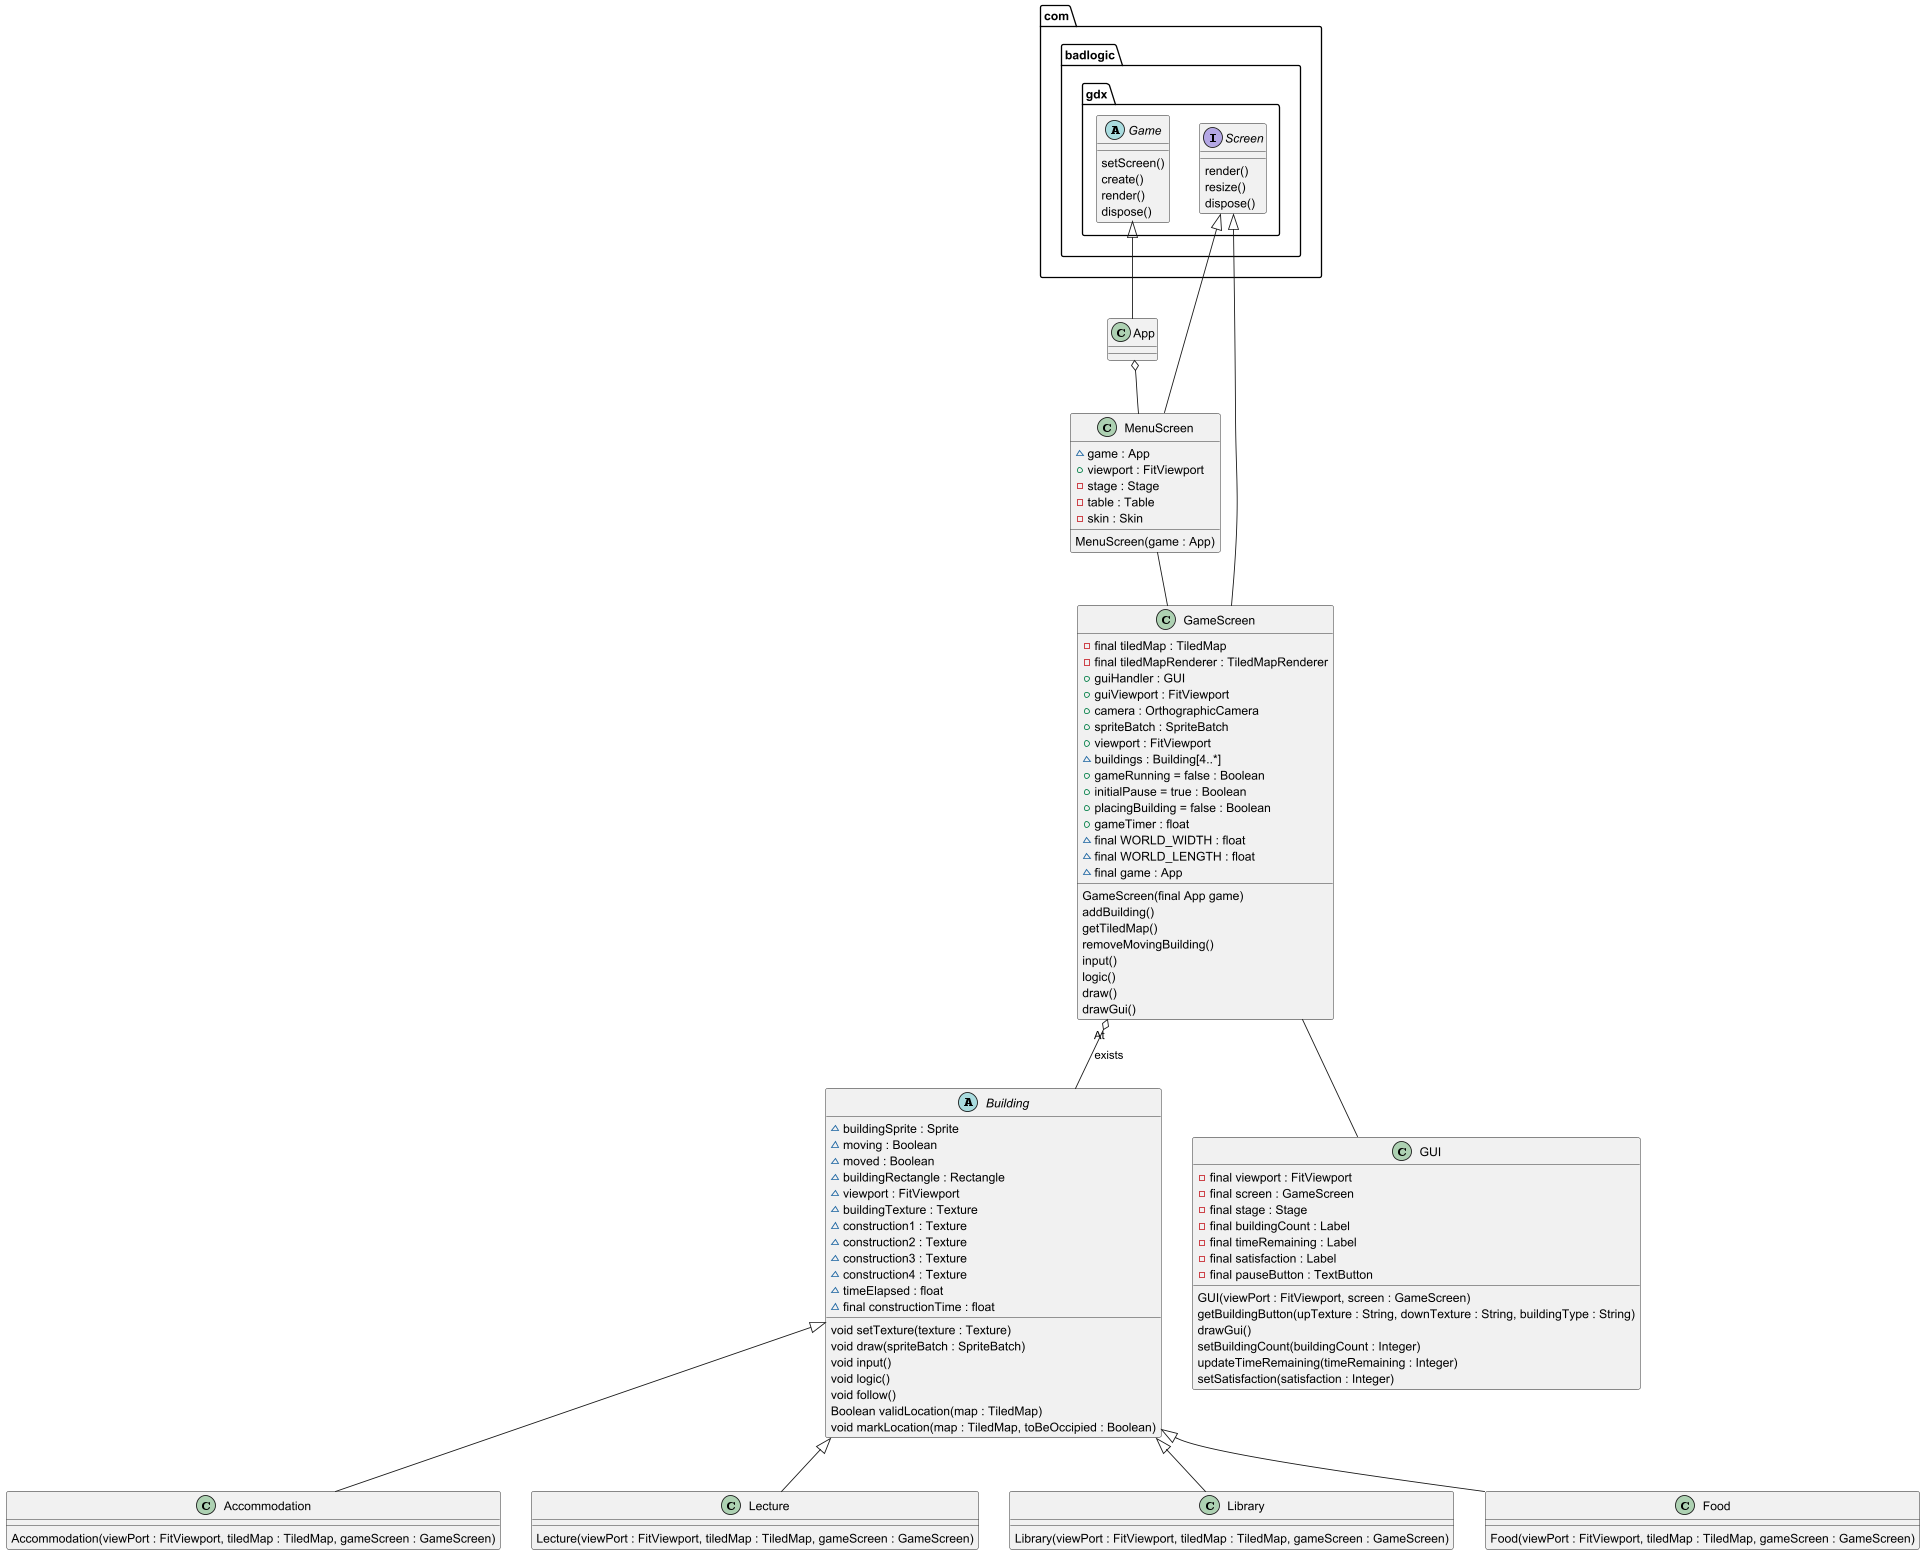 com
badlogic
gdx
A Game
setScreen()
create()
render()
dispose()
I Screen
render()
resize()
dispose()
C App
C MenuScreen
game : App
viewport : FitViewport
stage : Stage
table : Table
skin : Skin
MenuScreen(game : App)
C GameScreen
final tiledMap : TiledMap
final tiledMapRenderer : TiledMapRenderer
guiHandler : GUI
guiViewport : FitViewport
camera : OrthographicCamera
spriteBatch : SpriteBatch
viewport : FitViewport
buildings : Building[4..*]
gameRunning = false : Boolean
initialPause = true : Boolean
placingBuilding = false : Boolean
gameTimer : float
final WORLD_WIDTH : float
final WORLD_LENGTH : float
final game : App
GameScreen(final App game)
addBuilding()
getTiledMap()
removeMovingBuilding()
input()
logic()
draw()
drawGui()
At
exists
A Building
buildingSprite : Sprite
moving : Boolean
moved : Boolean
buildingRectangle : Rectangle
viewport : FitViewport
buildingTexture : Texture
construction1 : Texture
construction2 : Texture
construction3 : Texture
construction4 : Texture
timeElapsed : float
final constructionTime : float
void setTexture(texture : Texture)
void draw(spriteBatch : SpriteBatch)
void input()
void logic()
void follow()
Boolean validLocation(map : TiledMap)
void markLocation(map : TiledMap, toBeOccipied : Boolean)
C GUI
final viewport : FitViewport
final screen : GameScreen
final stage : Stage
final buildingCount : Label
final timeRemaining : Label
final satisfaction : Label
final pauseButton : TextButton
GUI(viewPort : FitViewport, screen : GameScreen)
getBuildingButton(upTexture : String, downTexture : String, buildingType : String)
drawGui()
setBuildingCount(buildingCount : Integer)
updateTimeRemaining(timeRemaining : Integer)
setSatisfaction(satisfaction : Integer)
C Accommodation
Accommodation(viewPort : FitViewport, tiledMap : TiledMap, gameScreen : GameScreen)
C Lecture
Lecture(viewPort : FitViewport, tiledMap : TiledMap, gameScreen : GameScreen)
C Library
Library(viewPort : FitViewport, tiledMap : TiledMap, gameScreen : GameScreen)
C Food
Food(viewPort : FitViewport, tiledMap : TiledMap, gameScreen : GameScreen)